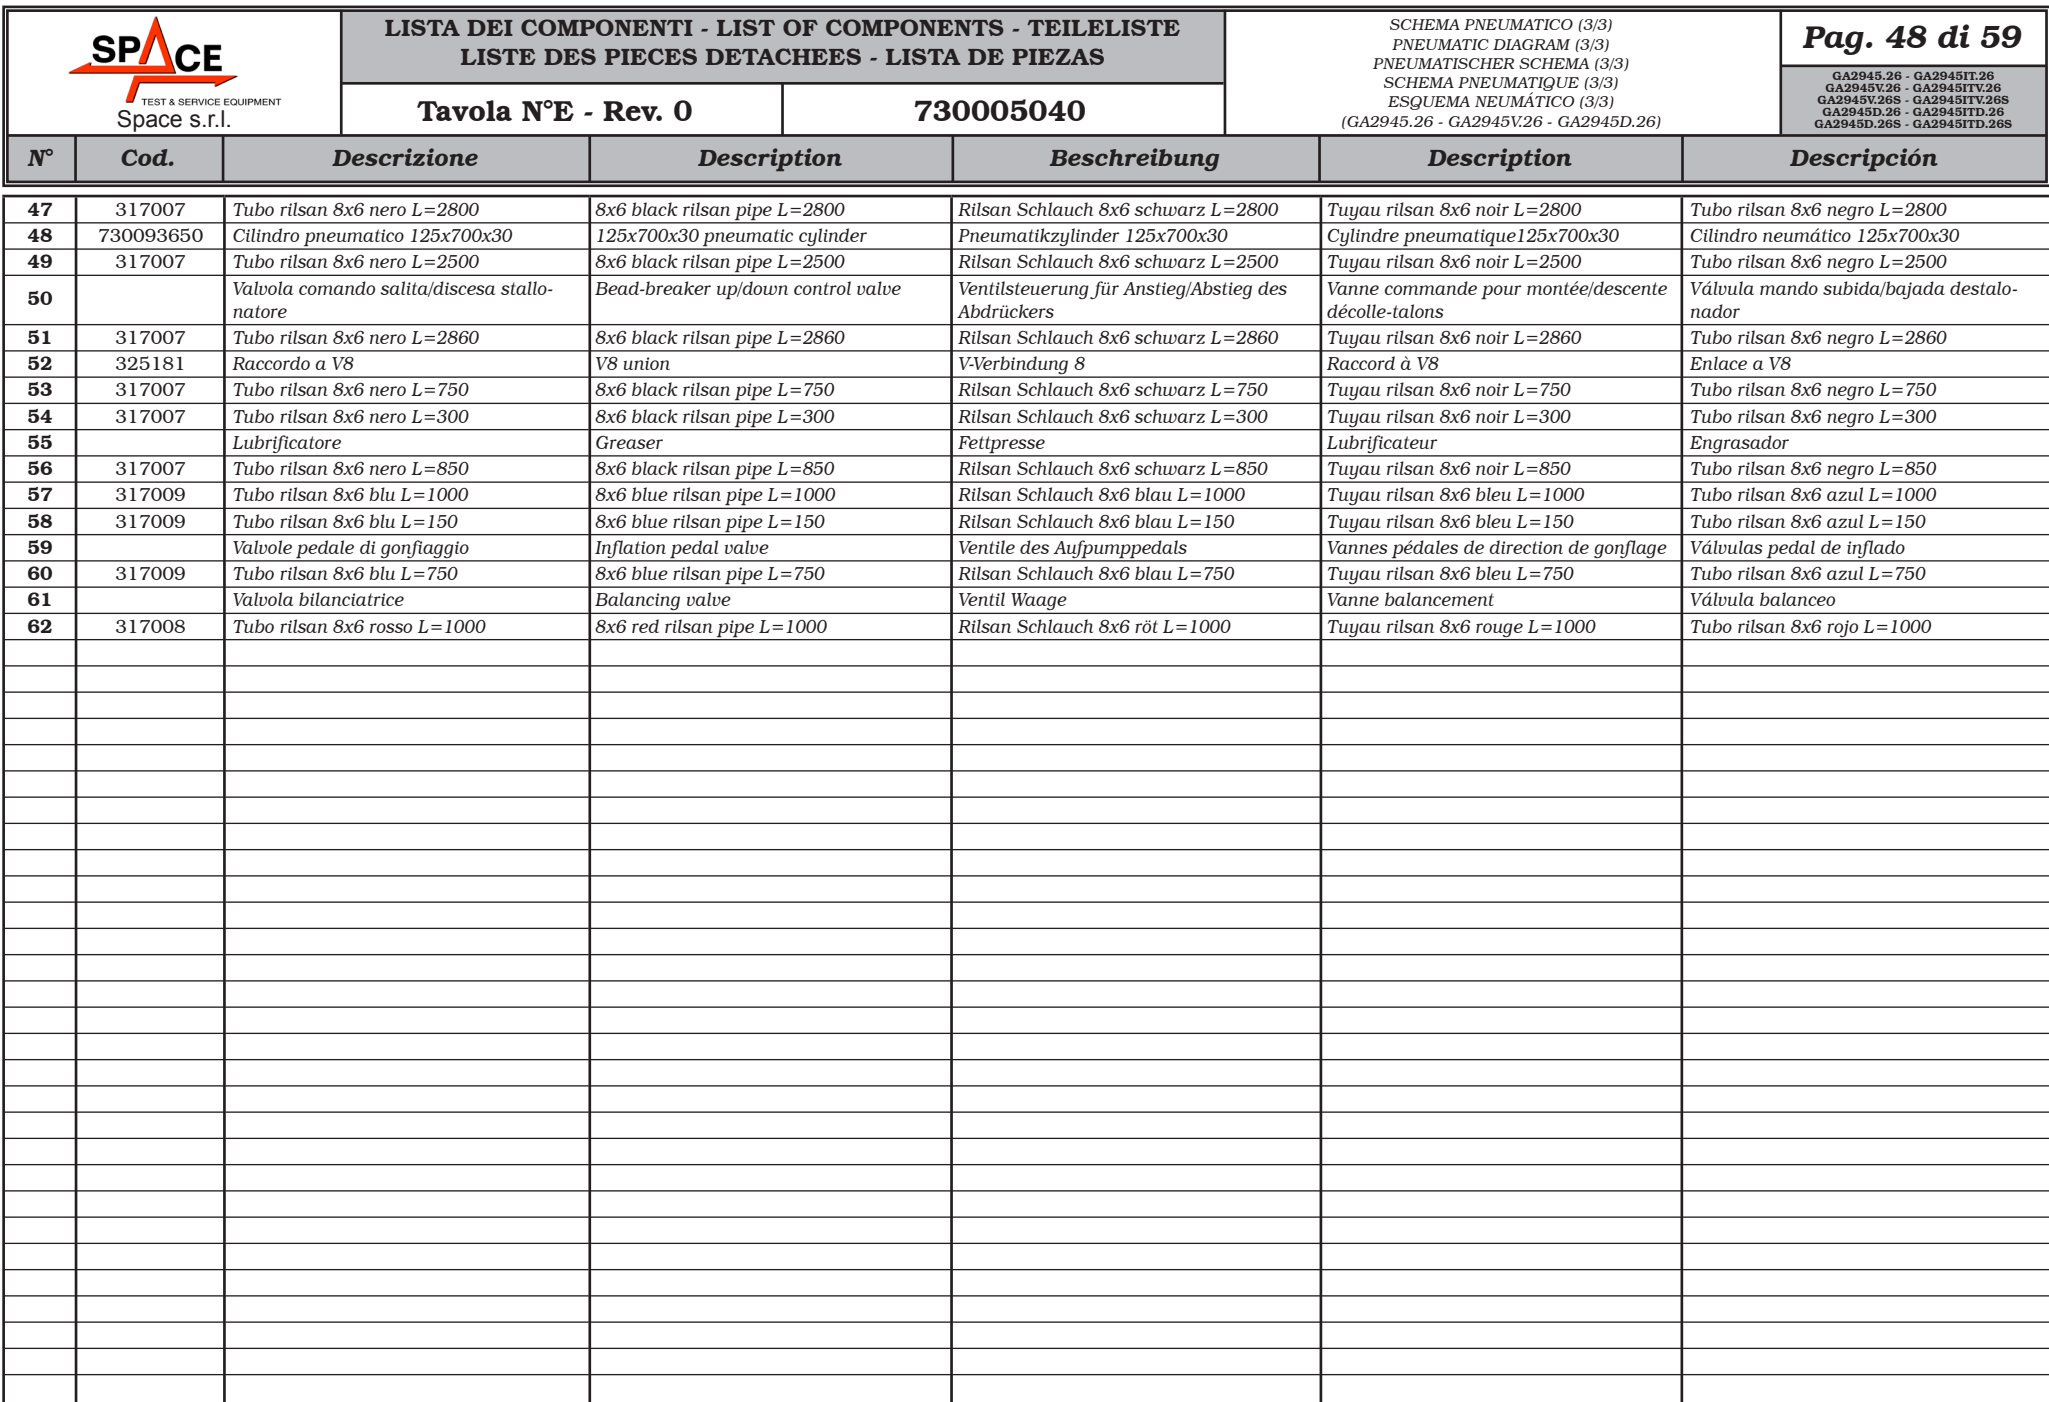 SPACE
TEST & SERVICE EQUIPMENT
Space s.r.l.
LISTA DEI COMPONENTI - LIST OF COMPONENTS - TEILELISTE
LISTE DES PIECES DETACHEES - LISTA DE PIEZAS
Tavola N°E - Rev. 0 730005040
SCHEMA PNEUMATICO (3/3)
PNEUMATIC DIAGRAM (3/3)
PNEUMATISCHER SCHEMA (3/3)
SCHEMA PNEUMATIQUE (3/3)
ESQUEMA NEUMÁTICO (3/3)
(GA2945.26 - GA2945V.26 - GA2945D.26)
Pag. 48 di 59
GA2945.26 - GA2945IT.26
GA2945V.26 - GA2945ITV.26
GA2945V.26S - GA2945ITV.26S
GA2945D.26 - GA2945ITD.26
GA2945D.26S - GA2945ITD.26S
N° Cod. Descrizione Description Beschreibung Description Descripción
47 317007 Tubo rilsan 8x6 nero L=2800 8x6 black rilsan pipe L=2800 Rilsan Schlauch 8x6 schwarz L=2800 Tuyau rilsan 8x6 noir L=2800 Tubo rilsan 8x6 negro L=2800
48 730093650 Cilindro pneumatico 125x700x30 125x700x30 pneumatic cylinder Pneumatikzylinder 125x700x30 Cylindre pneumatique125x700x30 Cilindro neumático 125x700x30
49 317007 Tubo rilsan 8x6 nero L=2500 8x6 black rilsan pipe L=2500 Rilsan Schlauch 8x6 schwarz L=2500 Tuyau rilsan 8x6 noir L=2500 Tubo rilsan 8x6 negro L=2500
50 Valvola comando salita/discesa stallo- Bead-breaker up/down control valve Ventilsteuerung für Anstieg/Abstieg des Vanne commande pour montée/descente Válvula mando subida/bajada destalo-
natore Abdrückers décolle-talons nador
51 317007 Tubo rilsan 8x6 nero L=2860 8x6 black rilsan pipe L=2860 Rilsan Schlauch 8x6 schwarz L=2860 Tuyau rilsan 8x6 noir L=2860 Tubo rilsan 8x6 negro L=2860
52 325181 Raccordo a V8 V8 union V-Verbindung 8 Raccord à V8 Enlace a V8
53 317007 Tubo rilsan 8x6 nero L=750 8x6 black rilsan pipe L=750 Rilsan Schlauch 8x6 schwarz L=750 Tuyau rilsan 8x6 noir L=750 Tubo rilsan 8x6 negro L=750
54 317007 Tubo rilsan 8x6 nero L=300 8x6 black rilsan pipe L=300 Rilsan Schlauch 8x6 schwarz L=300 Tuyau rilsan 8x6 noir L=300 Tubo rilsan 8x6 negro L=300
55 Lubrificatore Greaser Fettpresse Lubrificateur Engrasador
56 317007 Tubo rilsan 8x6 nero L=850 8x6 black rilsan pipe L=850 Rilsan Schlauch 8x6 schwarz L=850 Tuyau rilsan 8x6 noir L=850 Tubo rilsan 8x6 negro L=850
57 317009 Tubo rilsan 8x6 blu L=1000 8x6 blue rilsan pipe L=1000 Rilsan Schlauch 8x6 blau L=1000 Tuyau rilsan 8x6 bleu L=1000 Tubo rilsan 8x6 azul L=1000
58 317009 Tubo rilsan 8x6 blu L=150 8x6 blue rilsan pipe L=150 Rilsan Schlauch 8x6 blau L=150 Tuyau rilsan 8x6 bleu L=150 Tubo rilsan 8x6 azul L=150
59 Valvole pedale di gonfiaggio Inflation pedal valve Ventile des Aufpumppedals Vannes pédales de direction de gonflage Válvulas pedal de inflado
60 317009 Tubo rilsan 8x6 blu L=750 8x6 blue rilsan pipe L=750 Rilsan Schlauch 8x6 blau L=750 Tuyau rilsan 8x6 bleu L=750 Tubo rilsan 8x6 azul L=750
61 Valvola bilanciatrice Balancing valve Ventil Waage Vanne balancement Válvula balanceo
62 317008 Tubo rilsan 8x6 rosso L=1000 8x6 red rilsan pipe L=1000 Rilsan Schlauch 8x6 röt L=1000 Tuyau rilsan 8x6 rouge L=1000 Tubo rilsan 8x6 rojo L=1000